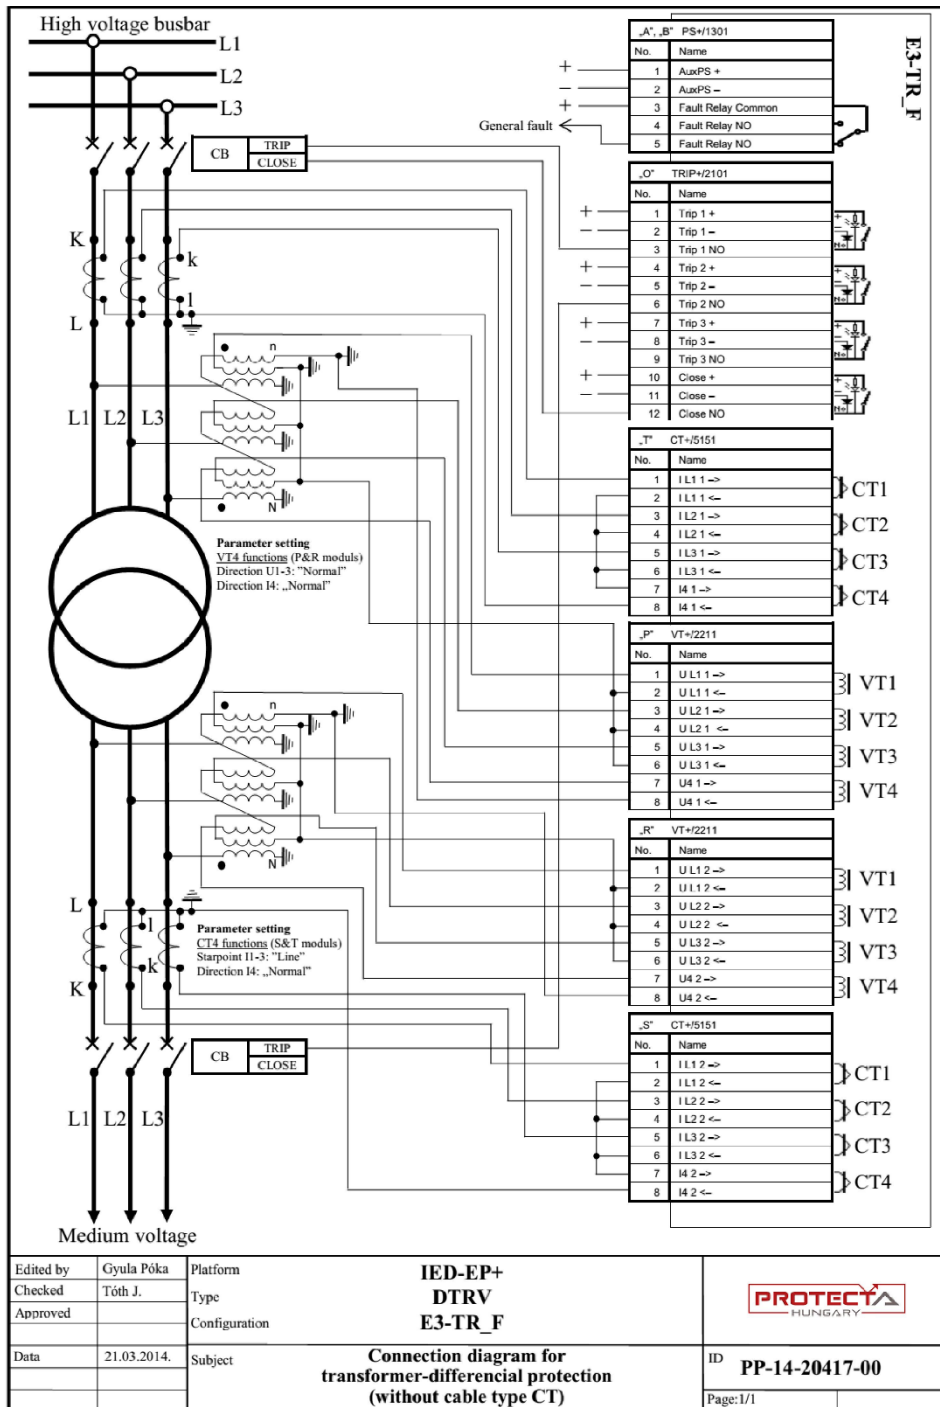 High voltage busbar
L1
L2
L3
CB
TRIP
CLOSE
K
k
l
L
n
L1 L2 L3
N
Parameter setting
VT4 functions (P&R moduls)
Direction U1-3: "Normal"
Direction I4: „Normal"
n
N
L
l
k
K
Parameter setting
CT4 functions (S&T moduls)
Starpoint I1-3: "Line"
Direction I4: „Normal"
CB
TRIP
CLOSE
L1 L2 L3
Medium voltage
E3-TR_F
„A", „B" PS+/1301
No. Name
+ 1 AuxPS +
− 2 AuxPS −
+ 3 Fault Relay Common
General fault 4 Fault Relay NO
5 Fault Relay NO
„O" TRIP+/2101
No. Name
+ 1 Trip 1 +
− 2 Trip 1 −
3 Trip 1 NO
+ 4 Trip 2 +
− 5 Trip 2 −
6 Trip 2 NO
+ 7 Trip 3 +
− 8 Trip 3 −
9 Trip 3 NO
+ 10 Close +
− 11 Close −
12 Close NO
„T" CT+/5151
No. Name
1 I L1 1 −>
2 I L1 1 <−
3 I L2 1 −>
4 I L2 1 <−
5 I L3 1 −>
6 I L3 1 <−
7 I4 1 −>
8 I4 1 <−
CT1
CT2
CT3
CT4
„P" VT+/2211
No. Name
1 U L1 1 −>
2 U L1 1 <−
3 U L2 1 −>
4 U L2 1 <−
5 U L3 1 −>
6 U L3 1 <−
7 U4 1 −>
8 U4 1 <−
VT1
VT2
VT3
VT4
„R" VT+/2211
No. Name
1 U L1 2 −>
2 U L1 2 <−
3 U L2 2 −>
4 U L2 2 <−
5 U L3 2 −>
6 U L3 2 <−
7 U4 2 −>
8 U4 2 <−
VT1
VT2
VT3
VT4
„S" CT+/5151
No. Name
1 I L1 2 −>
2 I L1 2 <−
3 I L2 2 −>
4 I L2 2 <−
5 I L3 2 −>
6 I L3 2 <−
7 I4 2 −>
8 I4 2 <−
CT1
CT2
CT3
CT4
Edited by Gyula Póka
Checked Tóth J.
Approved
Data 21.03.2014.
Platform IED-EP+
Type DTRV
Configuration E3-TR_F
Subject Connection diagram for
transformer-differencial protection
(without cable type CT)
PROTECTA
HUNGARY
ID PP-14-20417-00
Page:1/1